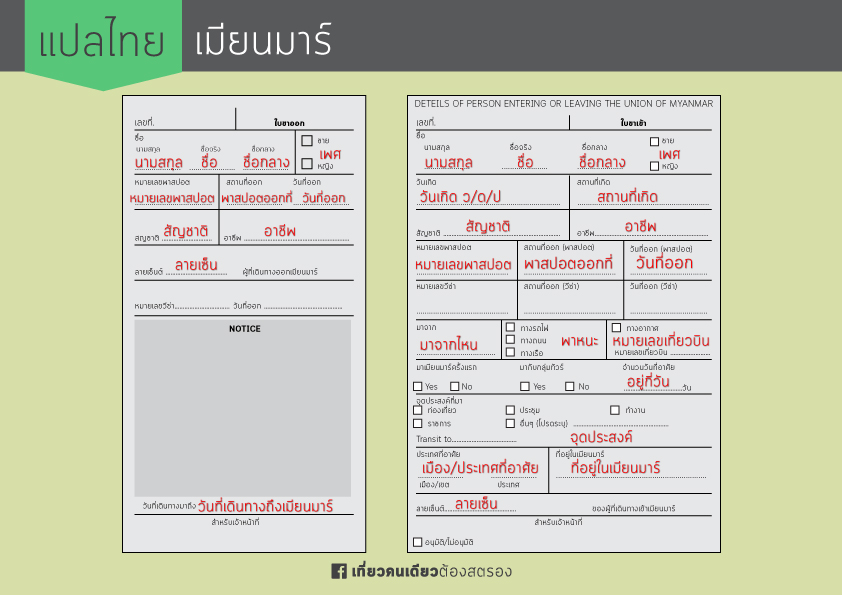 แปลไทย เมียนมาร์
เลขที่. ใบขาออก
ชื่อ
นามสกุล ชื่อจริง ชื่อกลาง ชาย
นามสกุล ชื่อ ชื่อกลาง เพศ
หญิง
หมายเลขพาสปอต สถานที่ออก วันที่ออก
หมายเลขพาสปอต พาสปอตออกที่ วันที่ออก
สัญชาติ อาชีพ
สัญชาติ อาชีพ
ลายเซ็น
ลายเซ็นต์ ผู้ที่เดินทางออกเมียนมาร์
หมายเลขวีซ่า วันที่ออก
NOTICE
วันที่เดินทางมาถึง วันที่เดินทางถึงเมียนมาร์
สำหรับเจ้าหน้าที่
DETEILS OF PERSON ENTERING OR LEAVING THE UNION OF MYANMAR
เลขที่. ใบขาเข้า
ชื่อ
นามสกุล ชื่อจริง ชื่อกลาง ชาย
นามสกุล ชื่อ ชื่อกลาง เพศ
หญิง
วันเกิด สถานที่เกิด
วันเกิด ว/ด/ป สถานที่เกิด
สัญชาติ อาชีพ
สัญชาติ อาชีพ
หมายเลขพาสปอต สถานที่ออก (พาสปอต) วันที่ออก (พาสปอต)
หมายเลขพาสปอต พาสปอตออกที่ วันที่ออก
หมายเลขวีซ่า สถานที่ออก (วีซ่า) วันที่ออก (วีซ่า)
มาจาก ทางรถไฟ ทางอากาศ
มาจากไหน ทางถนน พาหนะ หมายเลขเที่ยวบิน
ทางเรือ หมายเลขเที่ยวบิน
มาเมียนมาร์ครั้งแรก มากับกลุ่มทัวร์ จำนวนวันที่อาศัย
Yes No Yes No อยู่กี่วัน วัน
จุดประสงค์ที่มา
ท่องเที่ยว ประชุม ทำงาน
ราชการ อื่นๆ (โปรดระบุ)
Transit to จุดประสงค์
ประเทศที่อาศัย ที่อยู่ในเมียนมาร์
เมือง/ประเทศที่อาศัย ที่อยู่ในเมียนมาร์
เมือง/เขต ประเทศ
ลายเซ็นต์ ลายเซ็น ของผู้ที่เดินทางเข้าเมียนมาร์
สำหรับเจ้าหน้าที่
อนุมัติ/ไม่อนุมัติ
เที่ยวคนเดียวต้องสตรอง